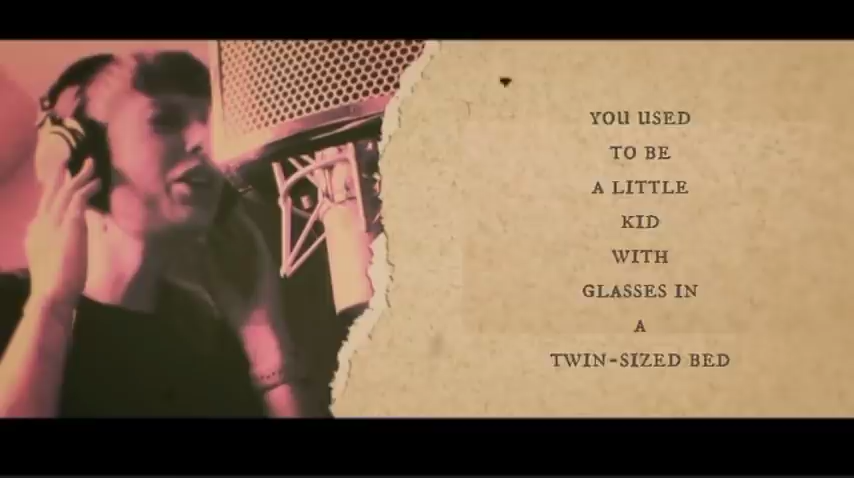 YOU USED
TO BE
A LITTLE
KID
WITH
GLASSES IN
A
TWIN-SIZED BED